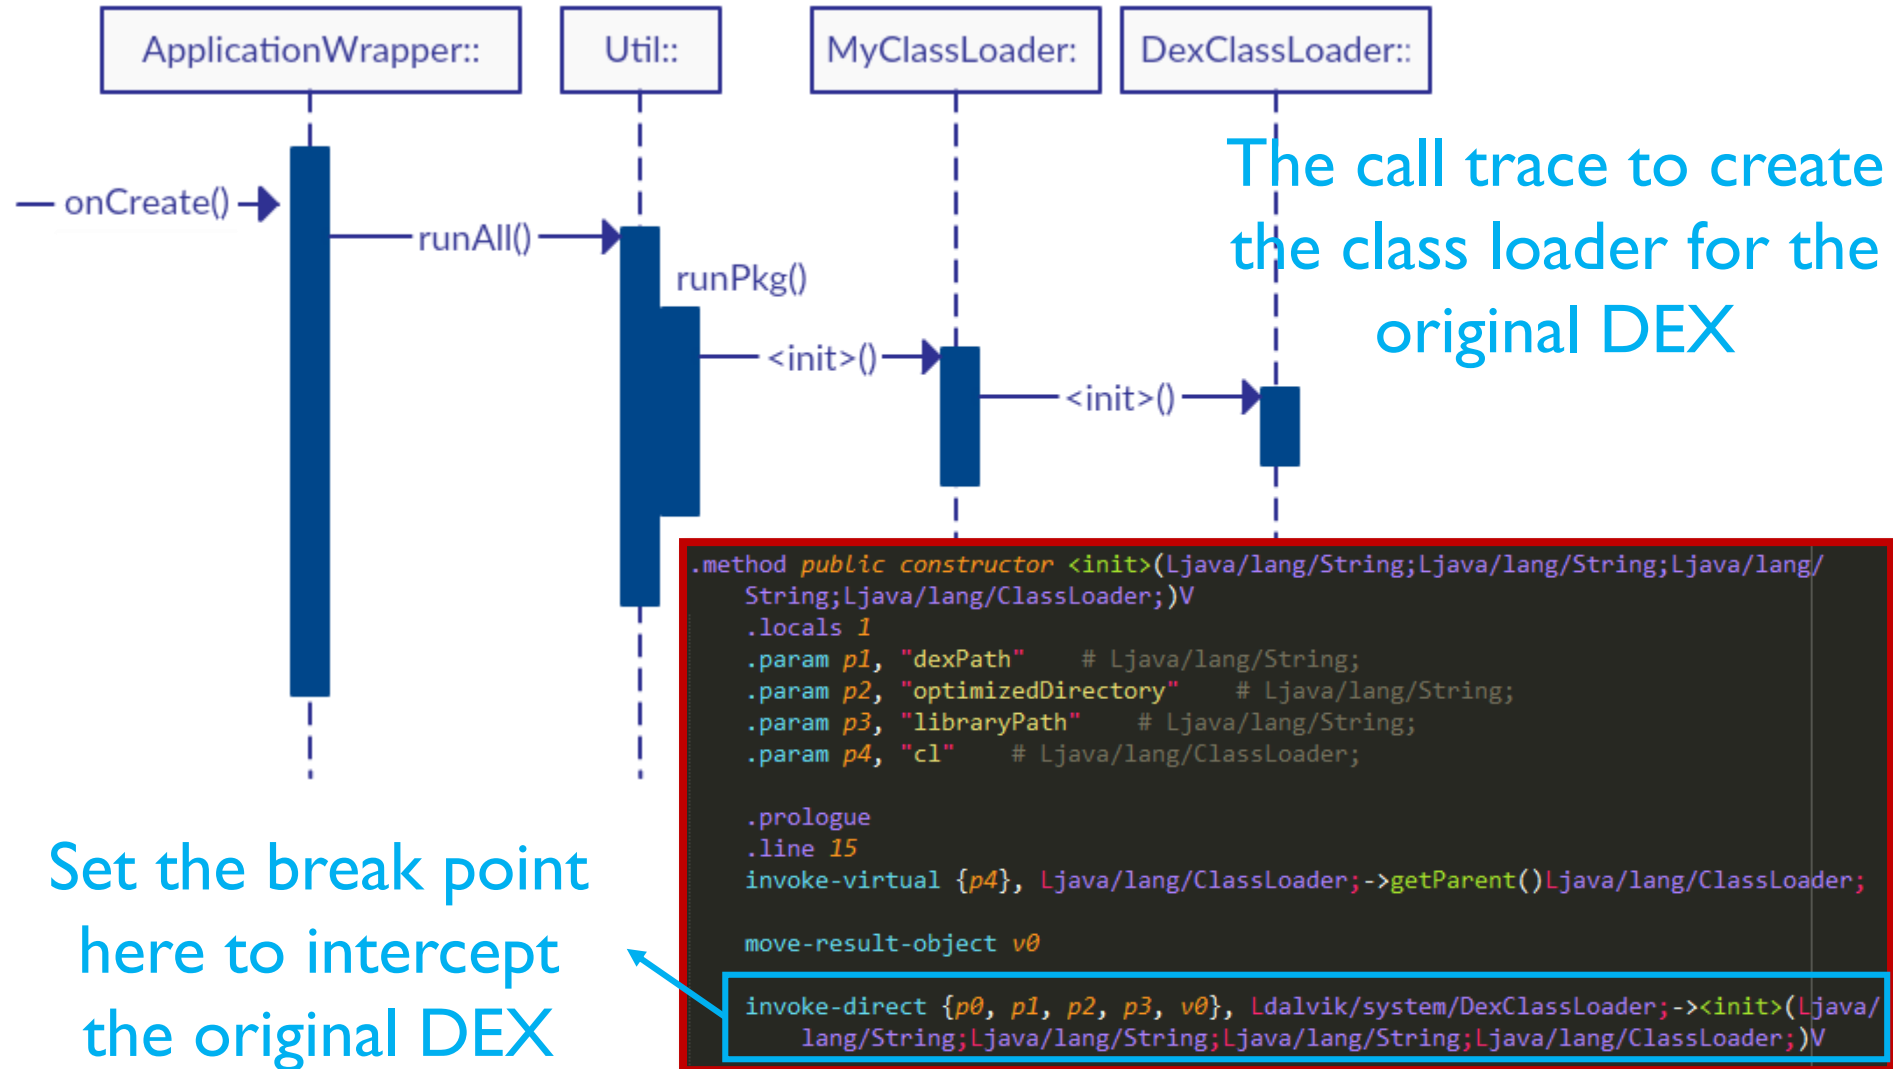 ApplicationWrapper::
Util::
MyClassLoader:
DexClassLoader::
The call trace to create
the class loader for the
original DEX
onCreate()
runAll()
runPkg()
<init>()
<init>()
.method public constructor <init>(Ljava/lang/String;Ljava/lang/String;Ljava/lang/
String;Ljava/lang/ClassLoader;)V
.locals 1
.param p1, "dexPath" # Ljava/lang/String;
.param p2, "optimizedDirectory" # Ljava/lang/String;
.param p3, "libraryPath" # Ljava/lang/String;
.param p4, "cl" # Ljava/lang/ClassLoader;
.prologue
.line 15
invoke-virtual {p4}, Ljava/lang/ClassLoader;->getParent()Ljava/lang/ClassLoader;
move-result-object v0
invoke-direct {p0, p1, p2, p3, v0}, Ldalvik/system/DexClassLoader;-><init>(Ljava/
lang/String;Ljava/lang/String;Ljava/lang/String;Ljava/lang/ClassLoader;)V
Set the break point
here to intercept
the original DEX